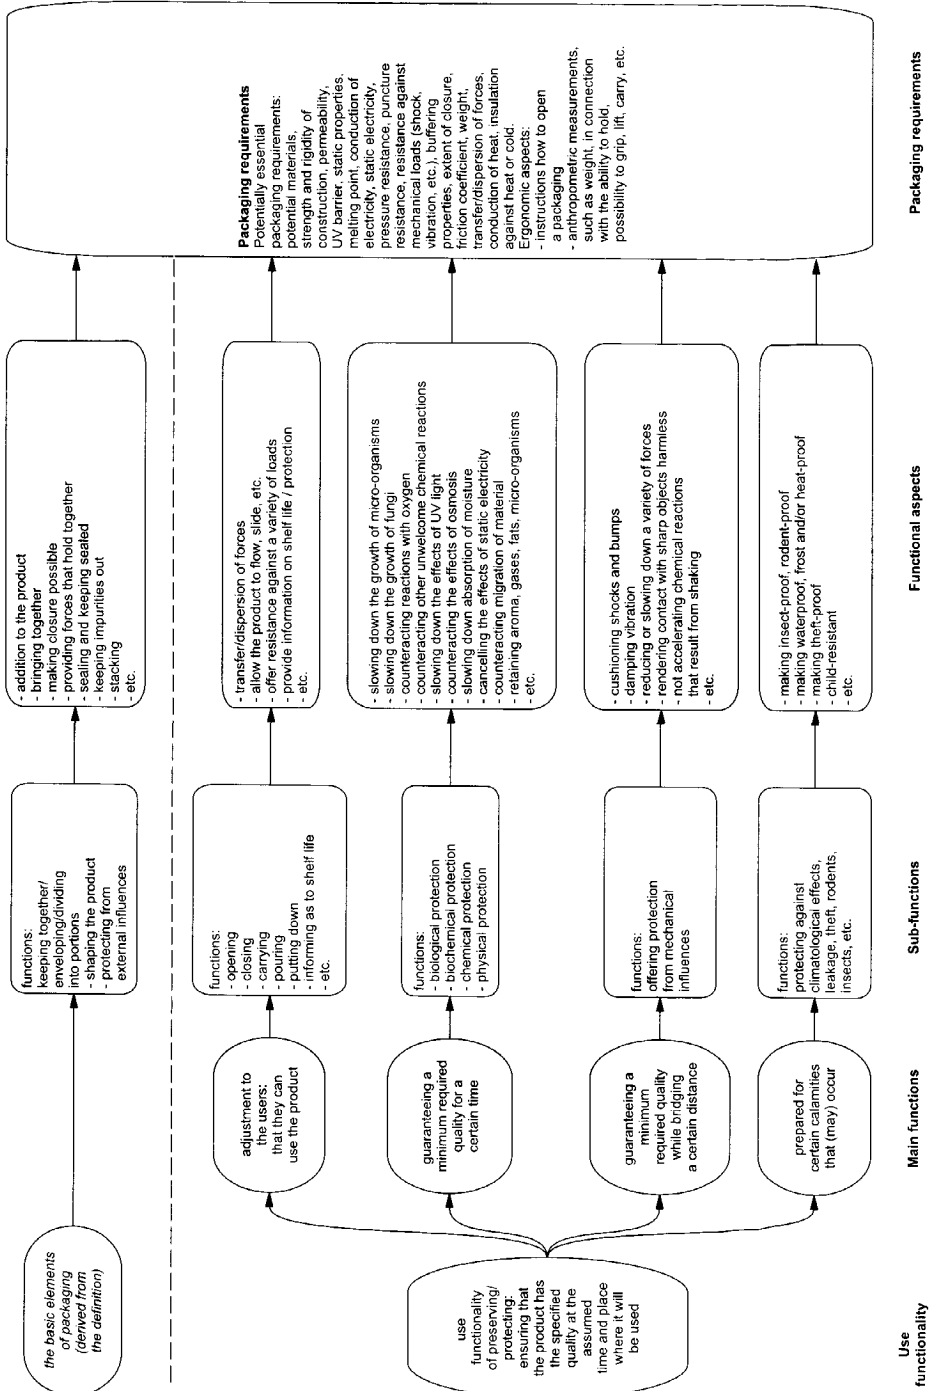 the basic elements
of packaging
(derived from
the definition)
functions:
keeping together/
enveloping/dividing
into portions
- shaping the product
- protecting from
external influences
- addition to the product
- bringing together
- making closure possible
- providing forces that hold together
- sealing and keeping sealed
- keeping impurities out
- stacking
- etc.
use
functionality
of preserving/
protecting:
ensuring that
the product has
the specified
quality at the
assumed
time and place
where it will
be used
adjustment to
the users:
that they can
use the product
functions:
- opening
- closing
- carrying
- pouring
- putting down
- informing as to shelf life
- etc.
- transfer/dispersion of forces
- allow the product to flow, slide, etc.
- offer resistance against a variety of loads
- provide information on shelf life / protection
- etc.
guaranteeing a
minimum required
quality for a
certain time
functions:
- biological protection
- biochemical protection
- chemical protection
- physical protection
- slowing down the growth of micro-organisms
- slowing down the growth of fungi
- counteracting reactions with oxygen
- counteracting other unwelcome chemical reactions
- slowing down the effects of UV light
- counteracting the effects of osmosis
- slowing down absorption of moisture
- cancelling the effects of static electricity
- counteracting migration of material
- retaining aroma, gases, fats, micro-organisms
- etc.
guaranteeing a
minimum
required quality
while bridging
a certain distance
functions:
offering protection
from mechanical
influences
- cushioning shocks and bumps
- damping vibration
- reducing or slowing down a variety of forces
- rendering contact with sharp objects harmless
- not accelerating chemical reactions
that result from shaking
- etc.
prepared for
certain calamities
that (may) occur
functions:
protecting against
climatological effects,
leakage, theft, rodents,
insects, etc.
- making insect-proof, rodent-proof
- making waterproof, frost and/or heat-proof
- making theft-proof
- child-resistant
- etc.
Packaging requirements
Potentially essential
packaging requirements:
potential materials,
strength and rigidity of
construction, permeability,
UV barrier, static properties,
melting point, conduction of
electricity, static electricity,
pressure resistance, puncture
resistance, resistance against
mechanical loads (shock,
vibration, etc.), buffering
properties, extent of closure,
friction coefficient, weight,
transfer/dispersion of forces,
conduction of heat, insulation
against heat or cold.
Ergonomic aspects:
- instructions how to open
a packaging
- anthropometric measurements,
such as weight, in connection
with the ability to hold,
possibility to grip, lift, carry, etc.
Use
functionality
Main functions
Sub-functions
Functional aspects
Packaging requirements